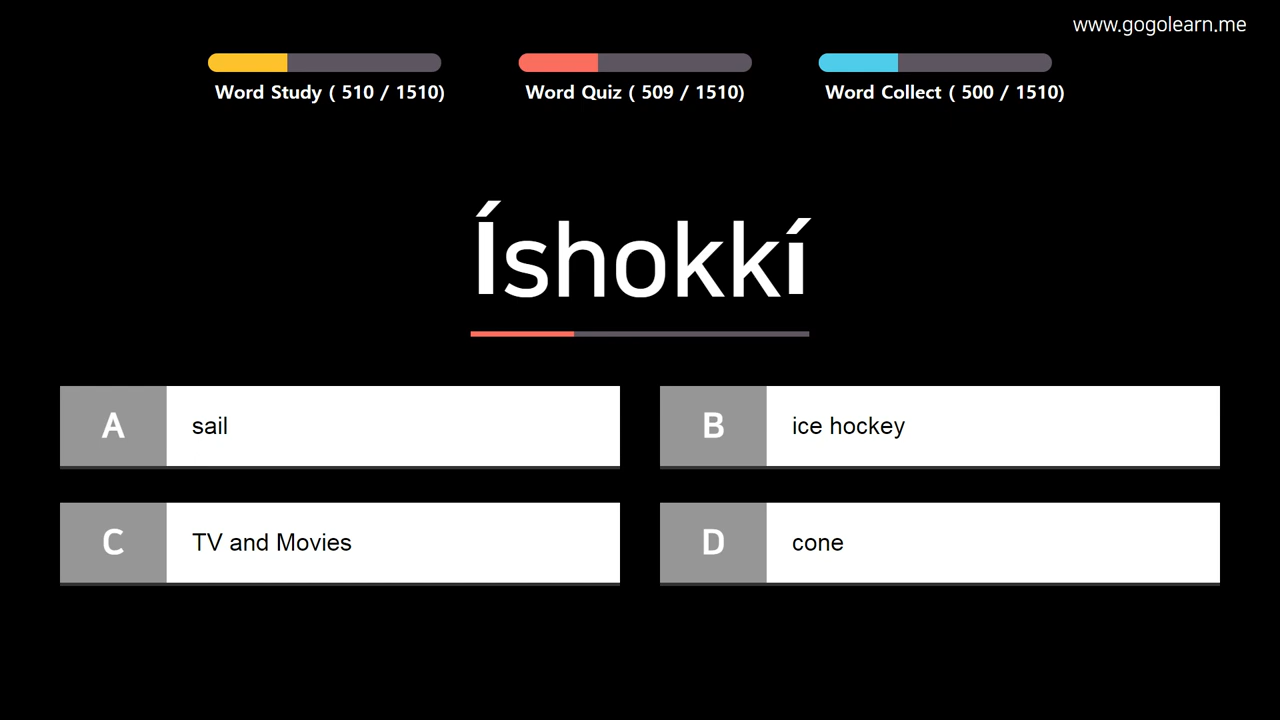 www.gogolearn.me
Word Study ( 510 / 1510)
Word Quiz ( 509 / 1510)
Word Collect ( 500 / 1510)
Íshokkí
A sail
B ice hockey
C TV and Movies
D cone